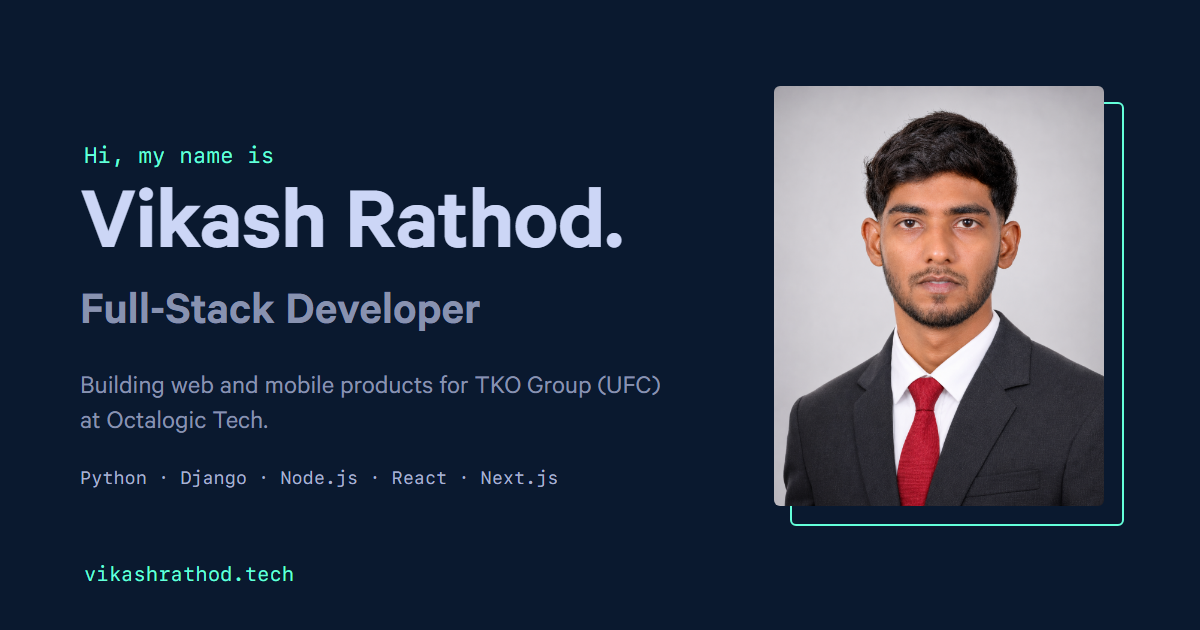 Hi, my name is
Vikash Rathod.
Full-Stack Developer
Building web and mobile products for TKO Group (UFC)
at Octalogic Tech.
Python · Django · Node.js · React · Next.js
vikashrathod.tech